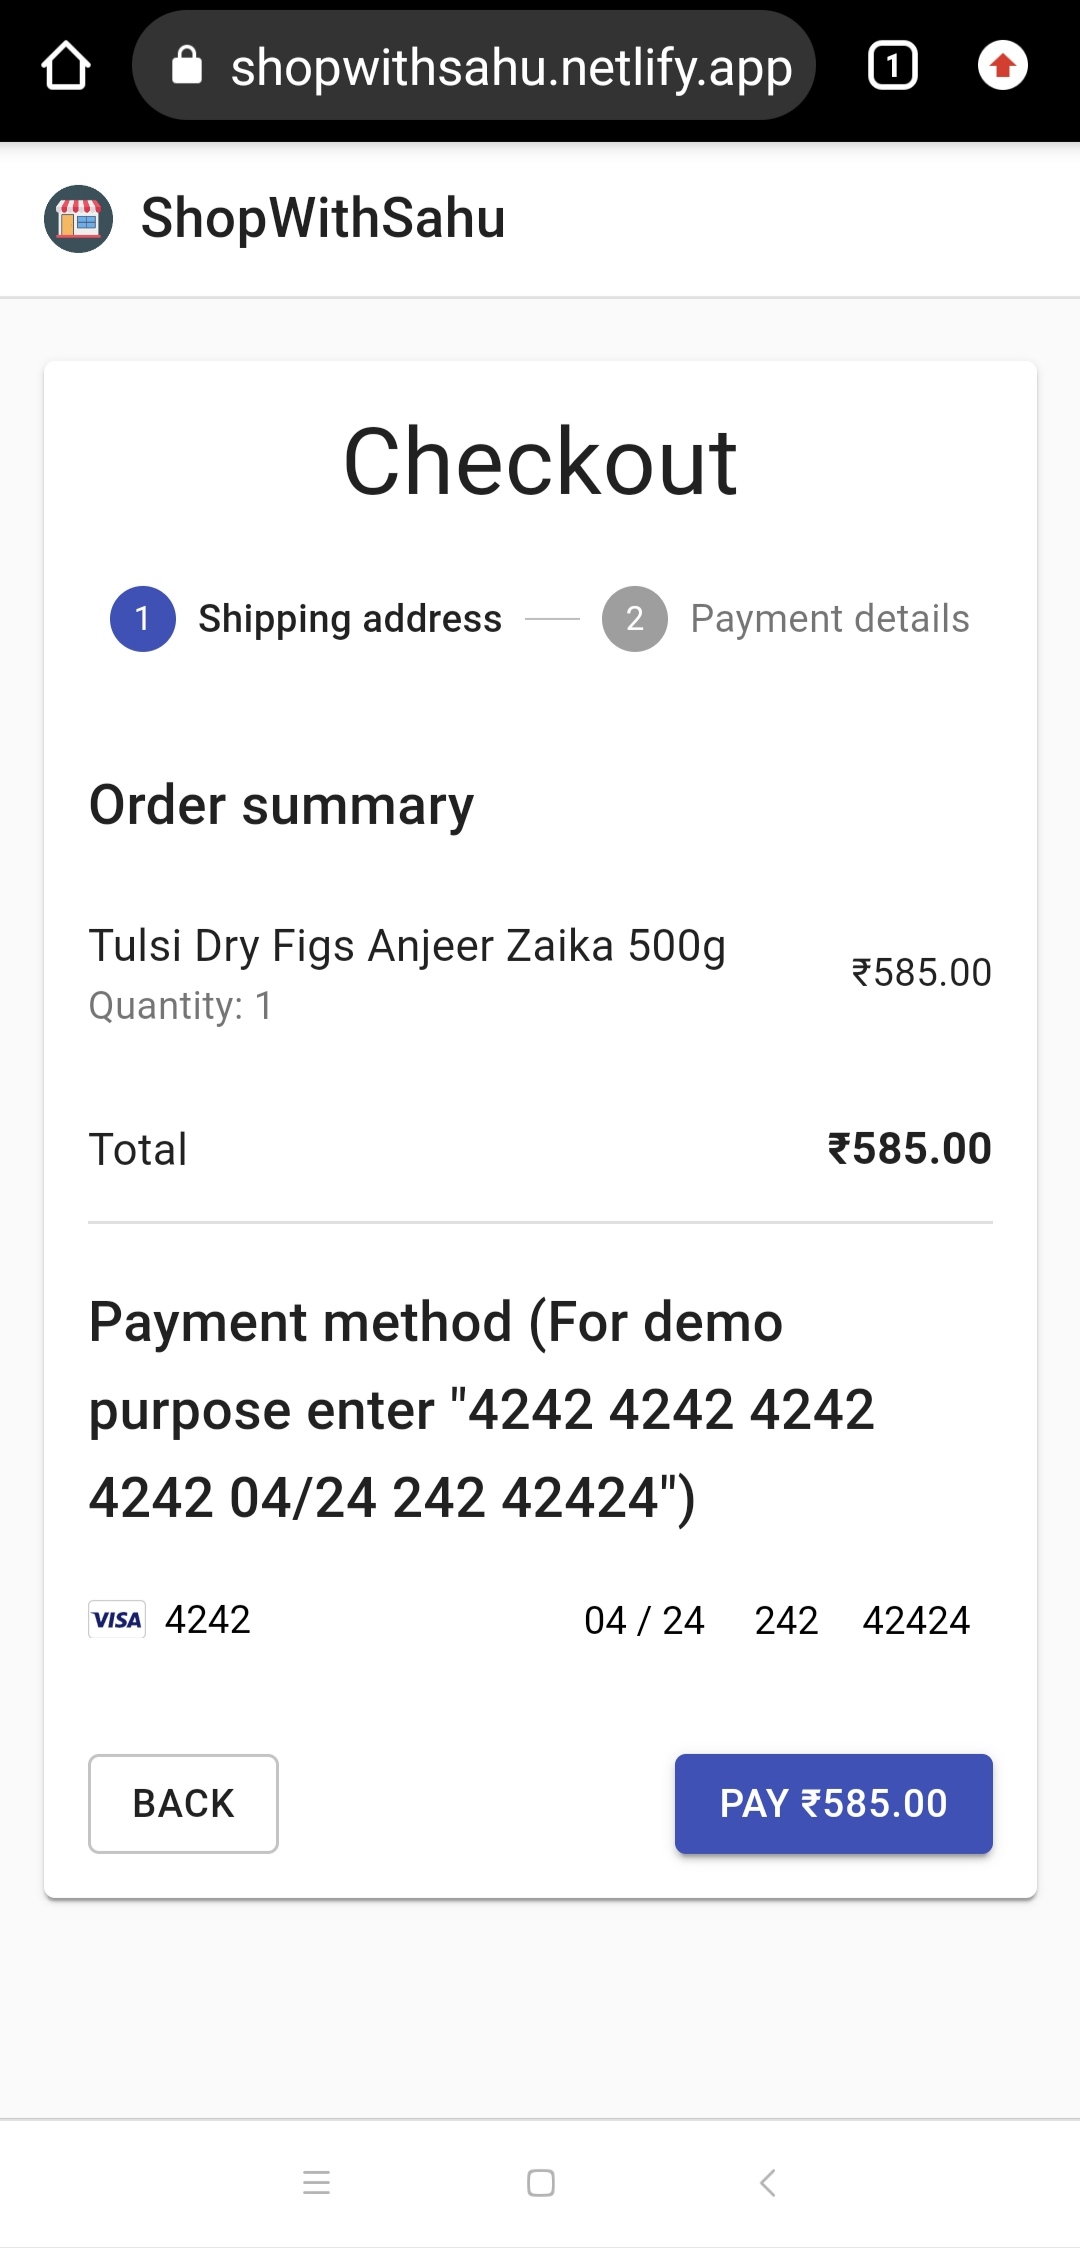 shopwithsahu.netlify.app
1
ShopWithSahu
Checkout
1 Shipping address 2 Payment details
Order summary
Tulsi Dry Figs Anjeer Zaika 500g
₹585.00
Quantity: 1
Total ₹585.00
Payment method (For demo
purpose enter "4242 4242 4242
4242 04/24 242 42424")
VISA 4242 04 / 24 242 42424
BACK PAY ₹585.00